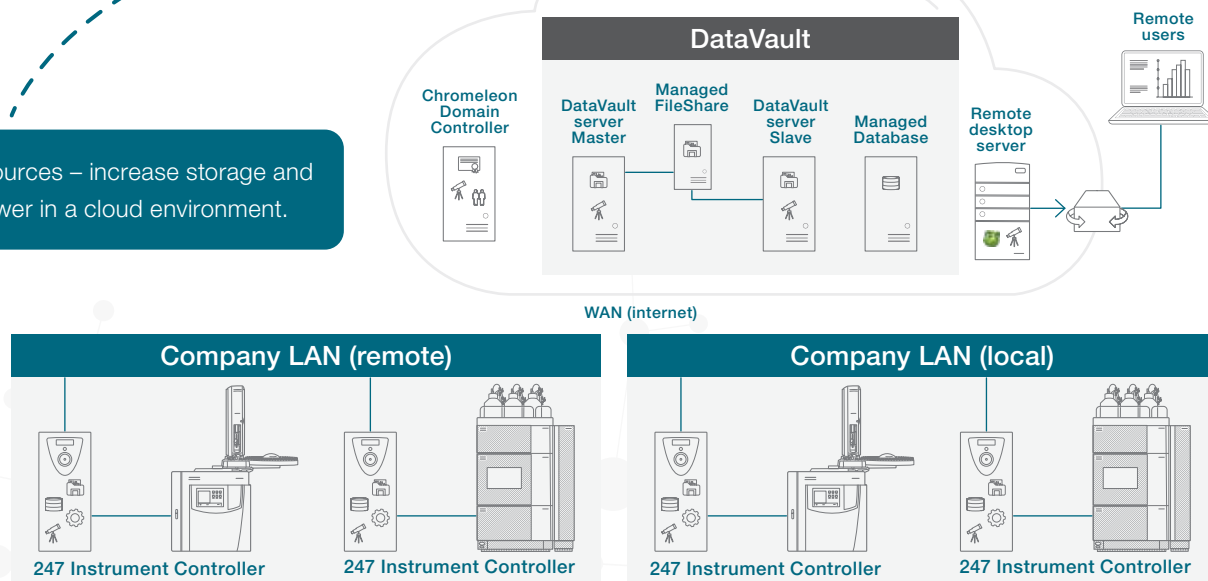 DataVault
Remote
users
Chromeleon
Domain
Controller
DataVault
server
Master
Managed
FileShare
DataVault
server
Slave
Managed
Database
Remote
desktop
server
– increase storage and
in a cloud environment.
WAN (internet)
Company LAN (remote)
Company LAN (local)
247 Instrument Controller
247 Instrument Controller
247 Instrument Controller
247 Instrument Controller